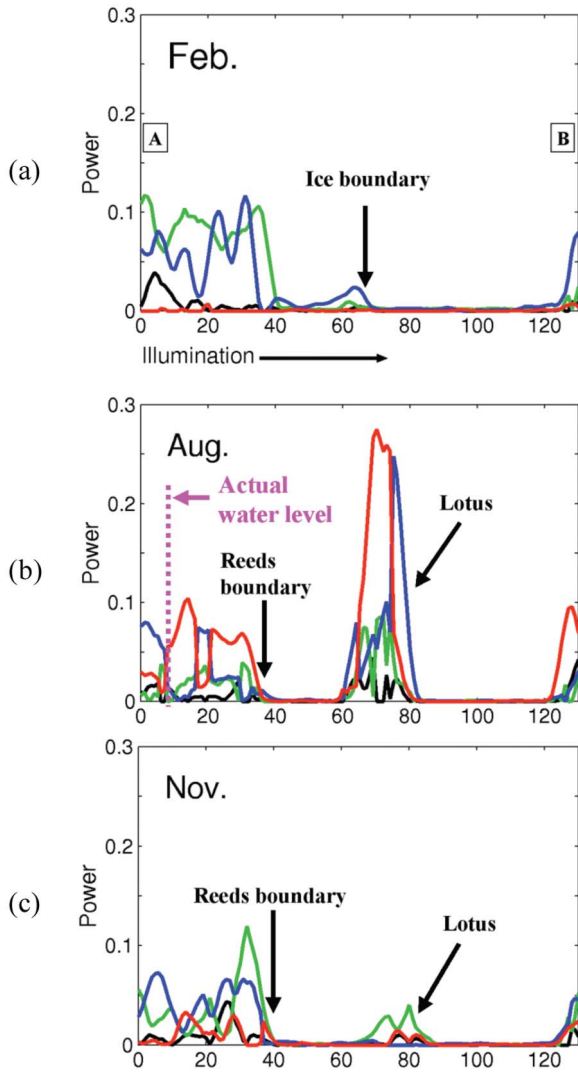 (a)
Feb.
0.3
0.2
0.1
0
Power
A
B
Ice boundary
0 20 40 60 80 100 120
Illumination
(b)
Aug.
0.3
0.2
0.1
0
Power
Actual
water level
Reeds
boundary
Lotus
0 20 40 60 80 100 120
(c)
Nov.
0.3
0.2
0.1
0
Power
Reeds boundary
Lotus
0 20 40 60 80 100 120